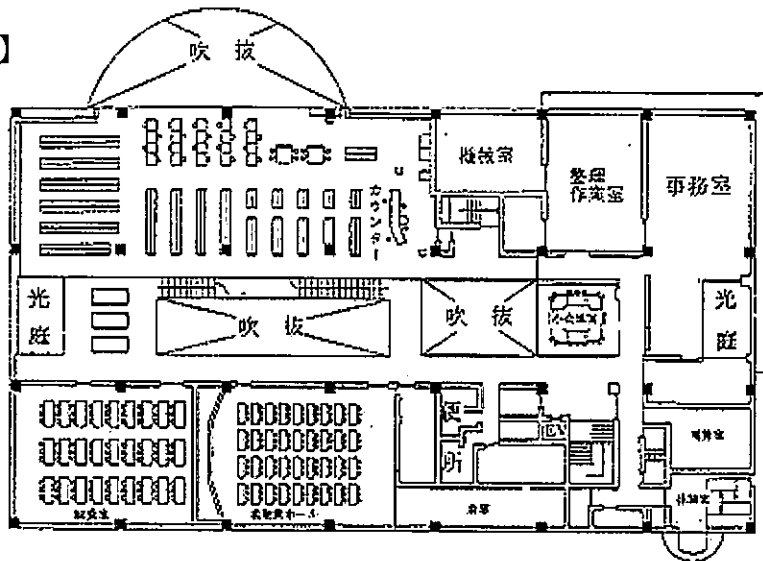 】
吹 抜
機械室
整理
作業室
事務室
カウンター
光
庭
吹 抜
吹 抜
光
庭
便
所
EV